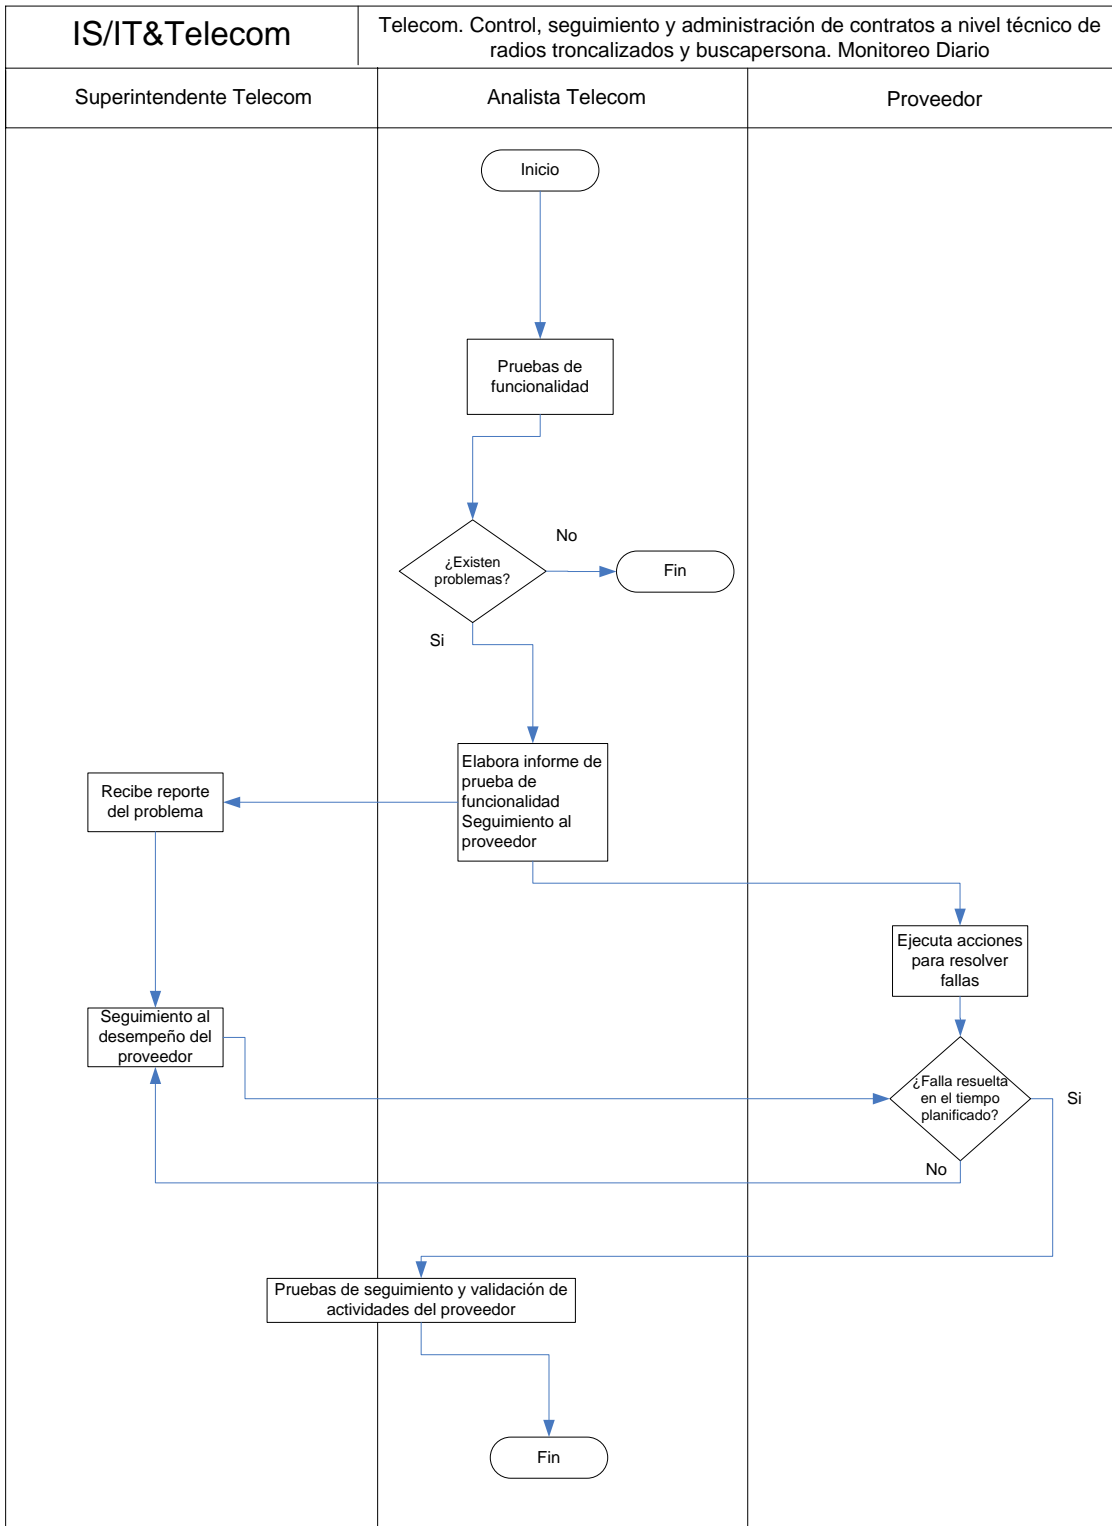 IS/IT&Telecom
Telecom. Control, seguimiento y administración de contratos a nivel técnico de
radios troncalizados y buscapersona. Monitoreo Diario
Superintendente Telecom
Analista Telecom
Proveedor
Inicio
Pruebas de
funcionalidad
¿Existen
problemas?
No
Fin
Si
Elabora informe de
prueba de
funcionalidad
Seguimiento al
proveedor
Recibe reporte
del problema
Ejecuta acciones
para resolver
fallas
Seguimiento al
desempeño del
proveedor
¿Falla resuelta
en el tiempo
planificado?
Si
No
Pruebas de seguimiento y validación de
actividades del proveedor
Fin